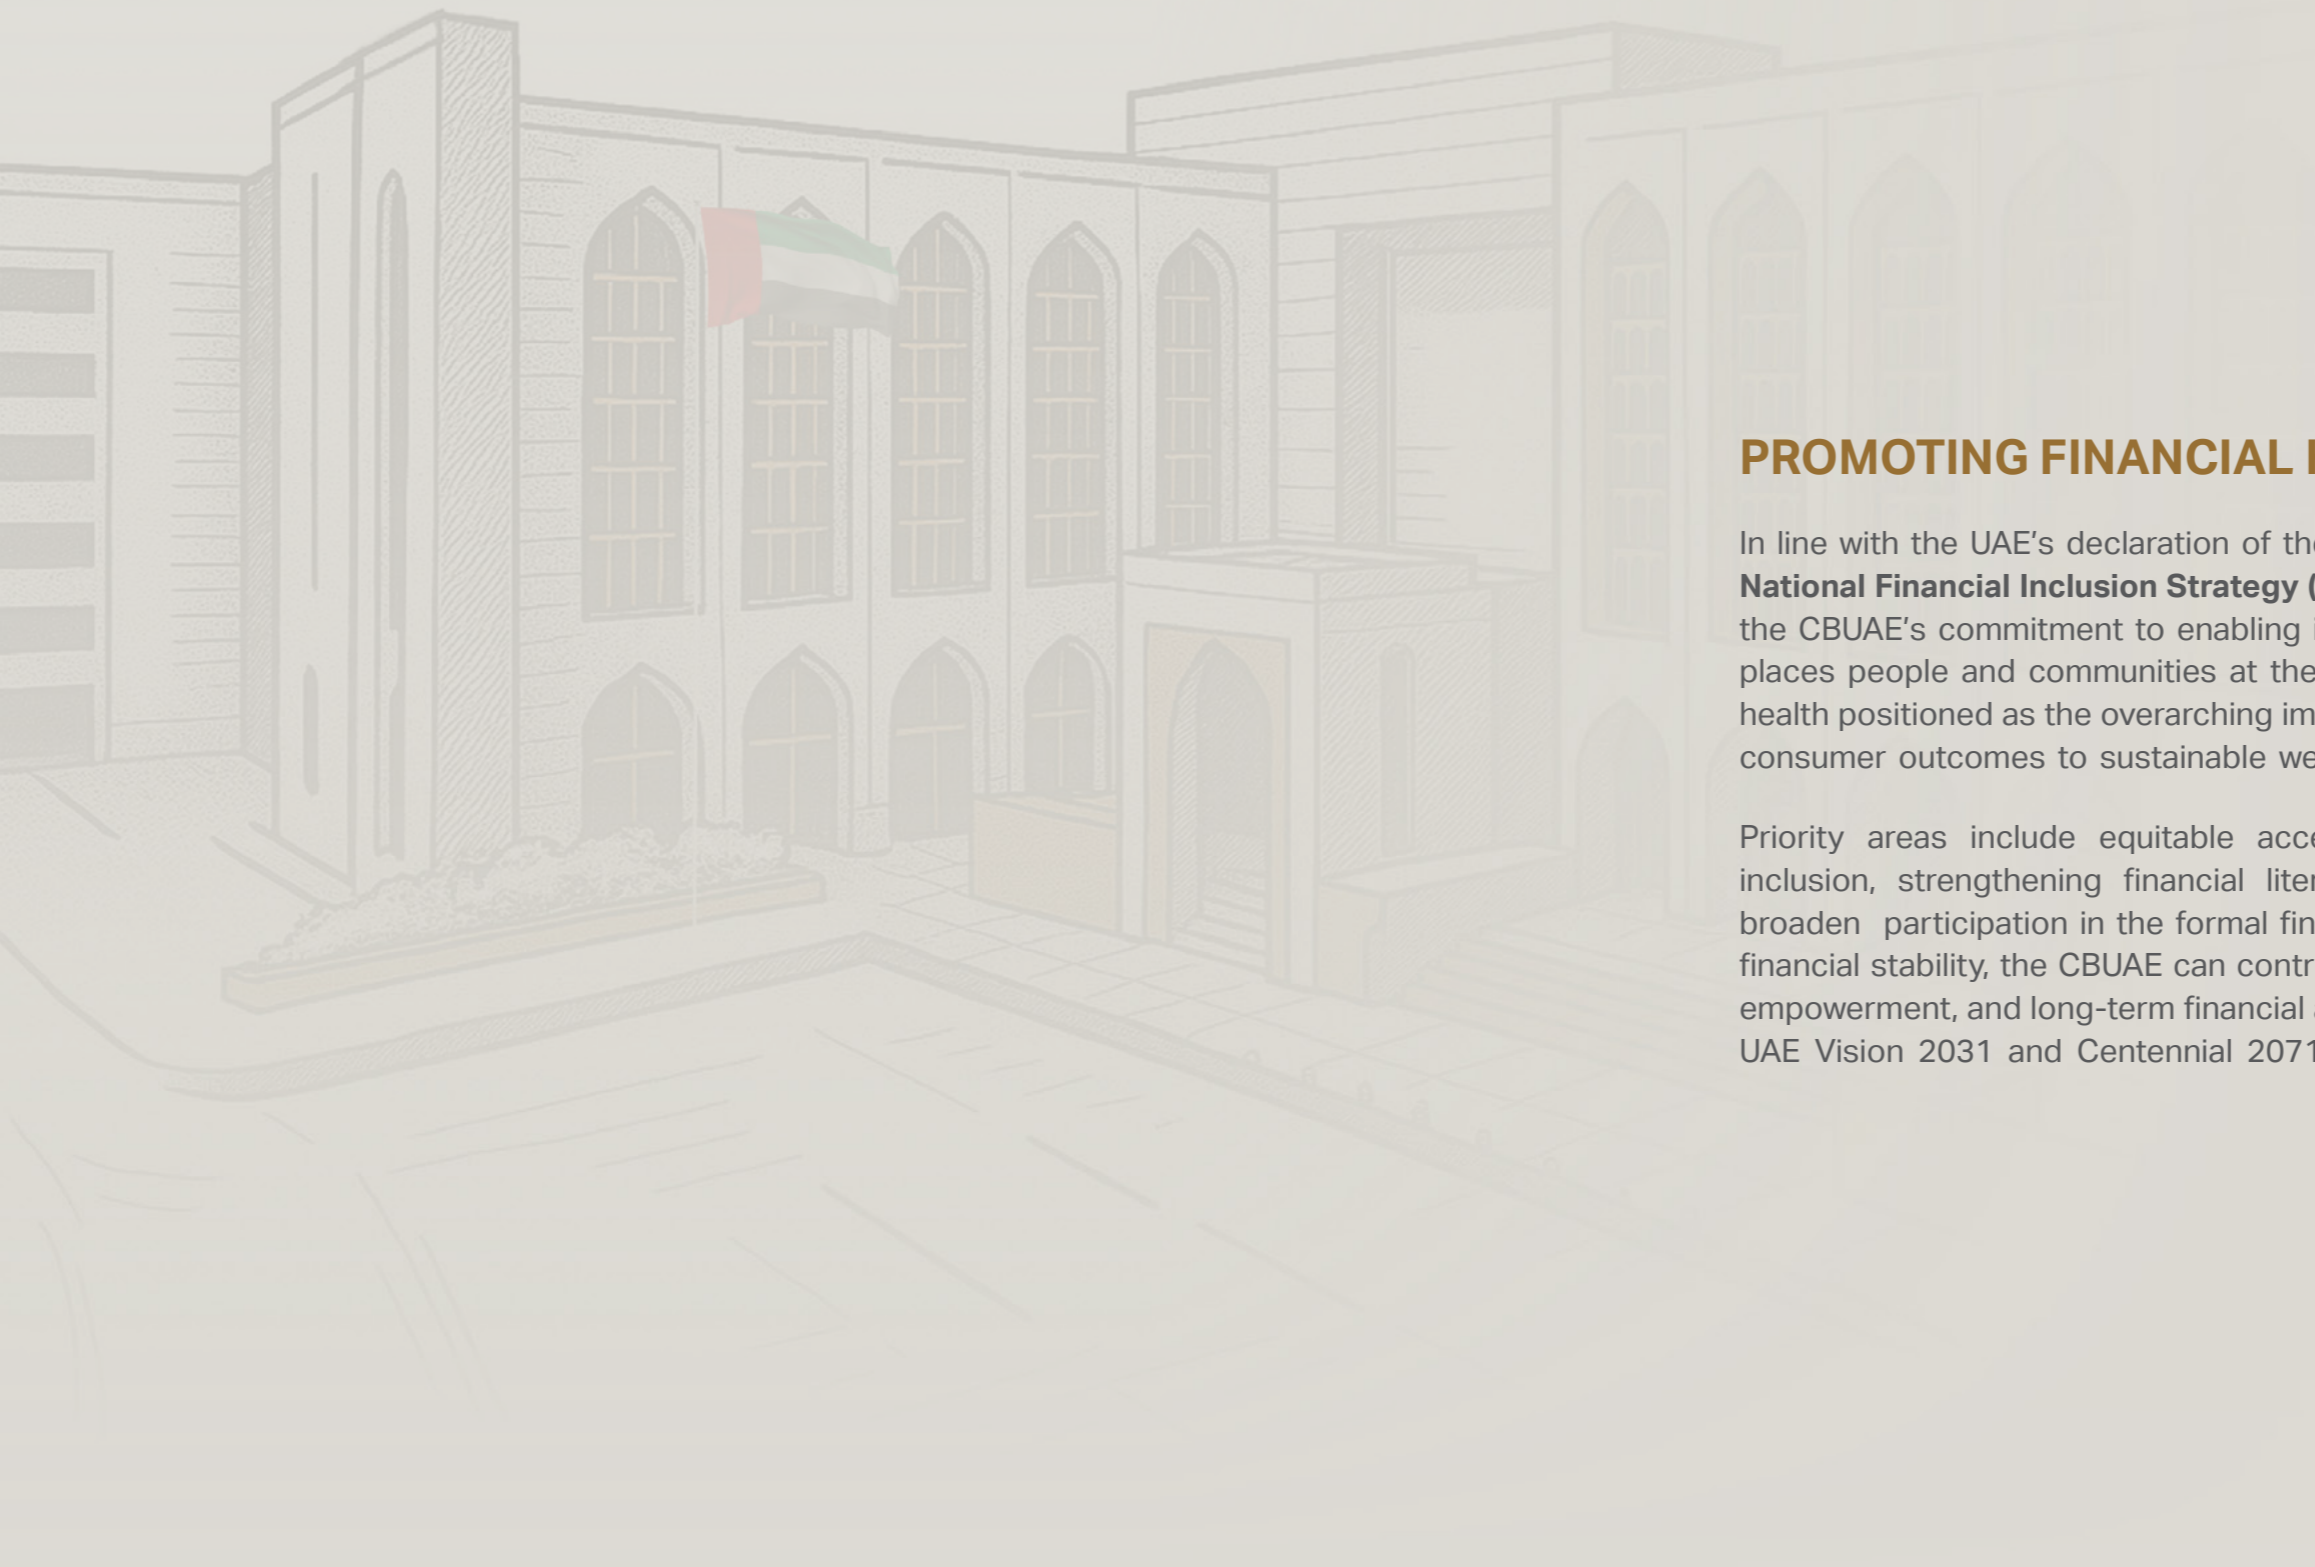 PROMOTING FINANCIAL
In line with the UAE's declaration of the
National Financial Inclusion Strategy (
the CBUAE's commitment to enabling
places people and communities at the
health positioned as the overarching
consumer outcomes to sustainable
Priority areas include equitable
inclusion, strengthening financial
broaden participation in the formal
financial stability, the CBUAE can
empowerment, and long-term financial
UAE Vision 2031 and Centennial 2071